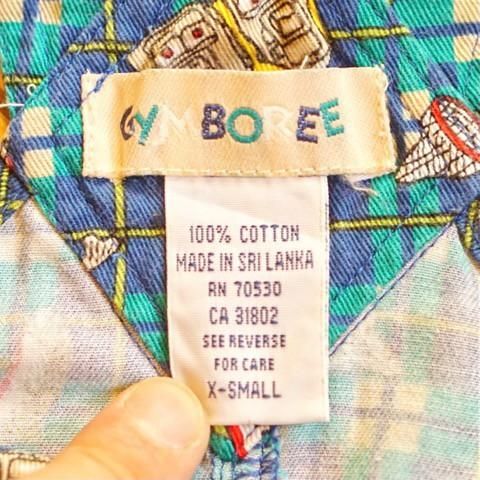 GYMBOREE
100% COTTON
MADE IN SRI LANKA
RN 70530
CA 31802
SEE REVERSE
FOR CARE
X-SMALL